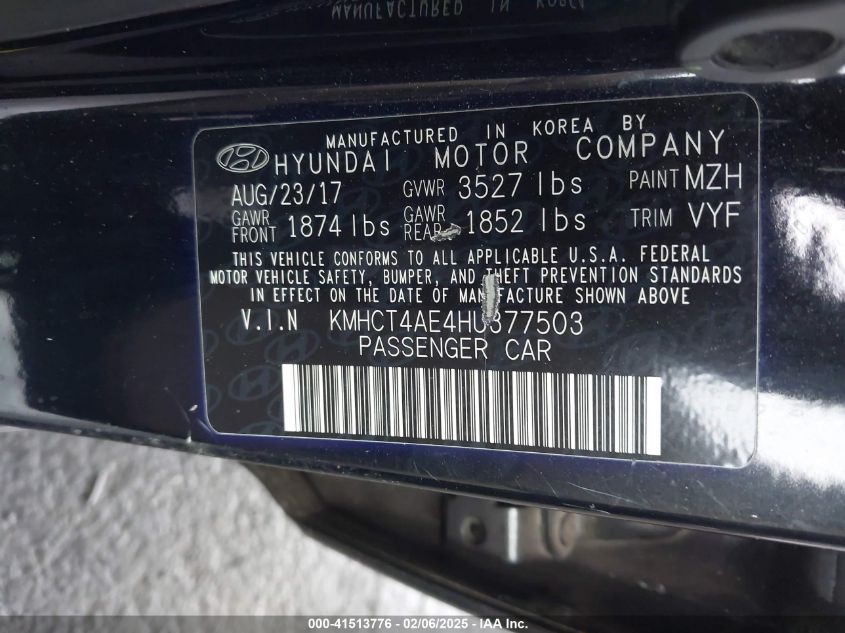 MANUFACTURED IN KOREA
MANUFACTURED IN KOREA BY
HYUNDAI MOTOR COMPANY
AUG/23/17 GVWR 3527 lbs PAINT MZH
GAWR FRONT 1874 lbs GAWR REAR 1852 lbs TRIM VYF
THIS VEHICLE CONFORMS TO ALL APPLICABLE U.S.A. FEDERAL
MOTOR VEHICLE SAFETY, BUMPER, AND THEFT PREVENTION STANDARDS
IN EFFECT ON THE DATE OF MANUFACTURE SHOWN ABOVE
V.I.N KMHCT4AE4HU377503
PASSENGER CAR
000-41513776 - 02/06/2025 - IAA Inc.